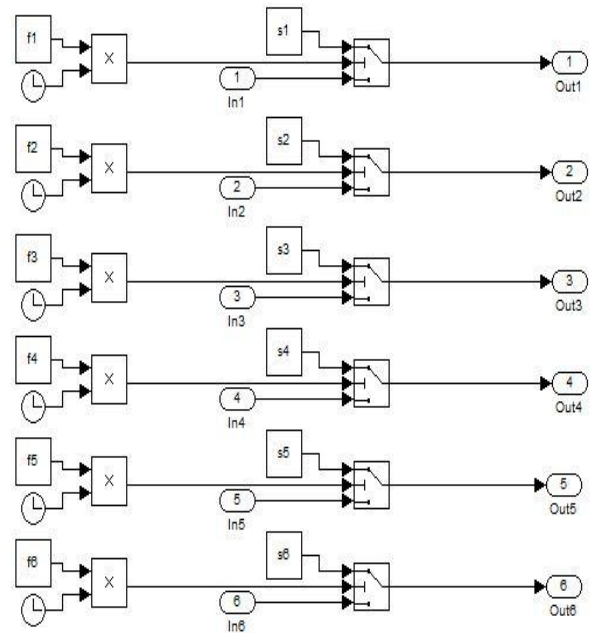 f1
X
s1
1
In1
1
Out1
f2
X
s2
2
In2
2
Out2
f3
X
s3
3
In3
3
Out3
f4
X
s4
4
In4
4
Out4
f5
X
s5
5
In5
5
Out5
f6
X
s6
6
In6
6
Out6